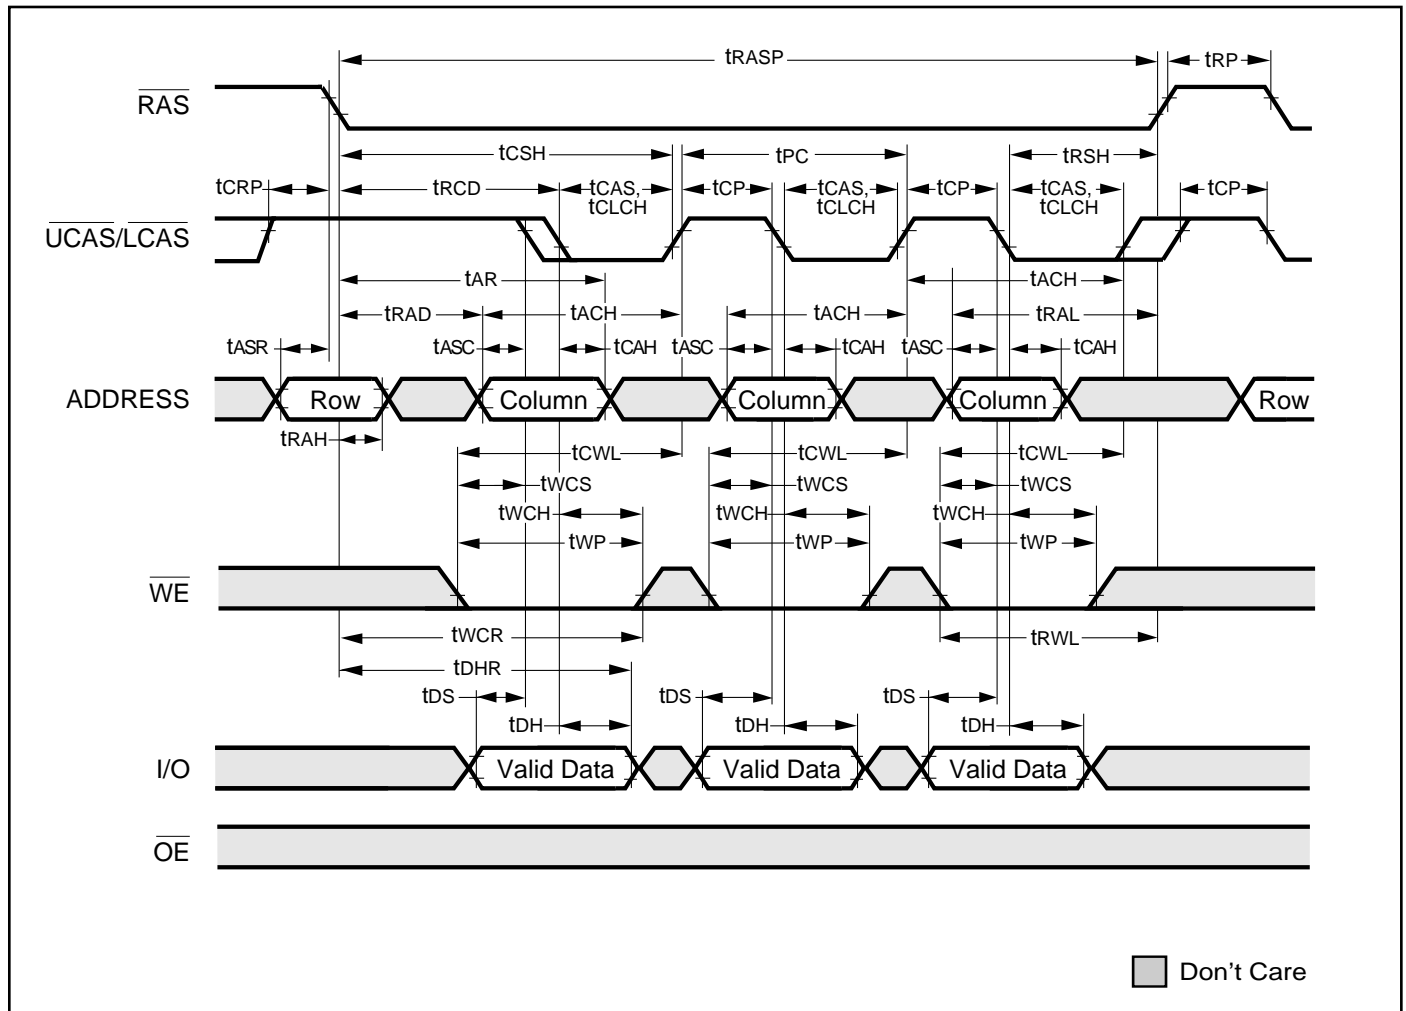 tRASP tRP
RAS
tCSH tPC tRSH
tCRP tRCD tCAS, tCLCH tCP tCAS, tCLCH tCP tCAS, tCLCH tCP
UCAS/LCAS
tAR tACH
tRAD tACH tACH tRAL
tASR tASC tCAH tASC tCAH tASC tCAH
ADDRESS Row Column Column Column Row
tRAH
tCWL tCWL tCWL
tWCS tWCS tWCS
tWCH tWCH tWCH
tWP tWP tWP
WE
tWCR tRWL
tDHR
tDS tDS tDS
tDH tDH tDH
I/O Valid Data Valid Data Valid Data
OE
Don't Care